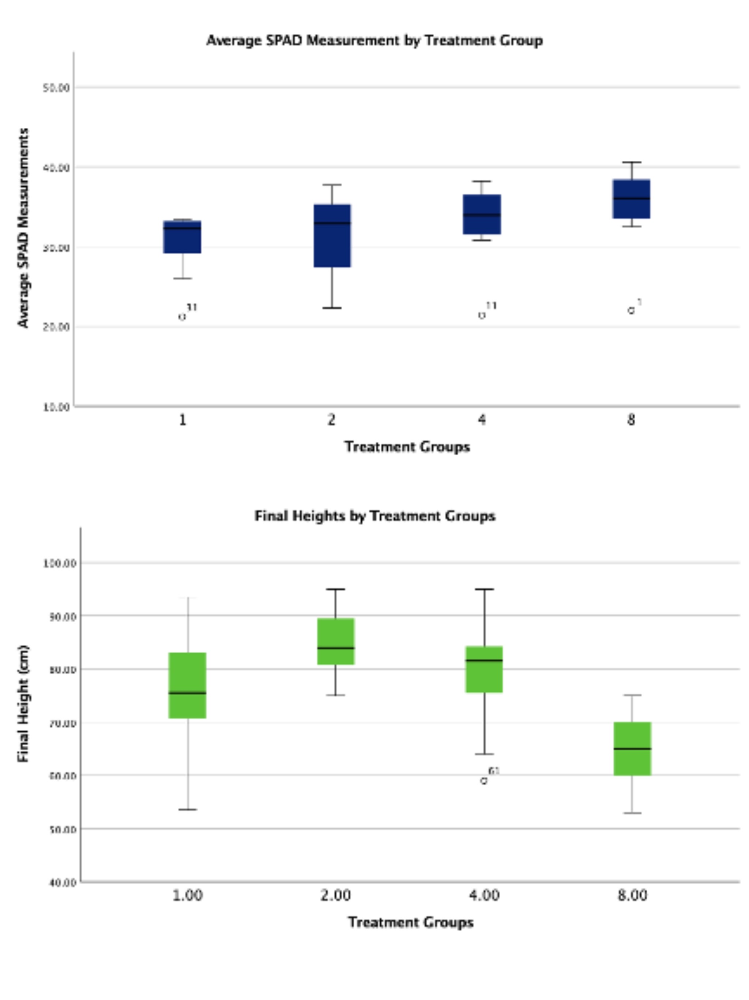 Average SPAD Measurement by Treatment Group
Average SPAD Measurements
50.00
40.00
30.00
20.00
10.00
11
1
1 2 4 8
Treatment Groups
Final Heights by Treatment Groups
Final Height (cm)
100.00
90.00
80.00
70.00
60.00
50.00
40.00
61
1.00 2.00 4.00 8.00
Treatment Groups